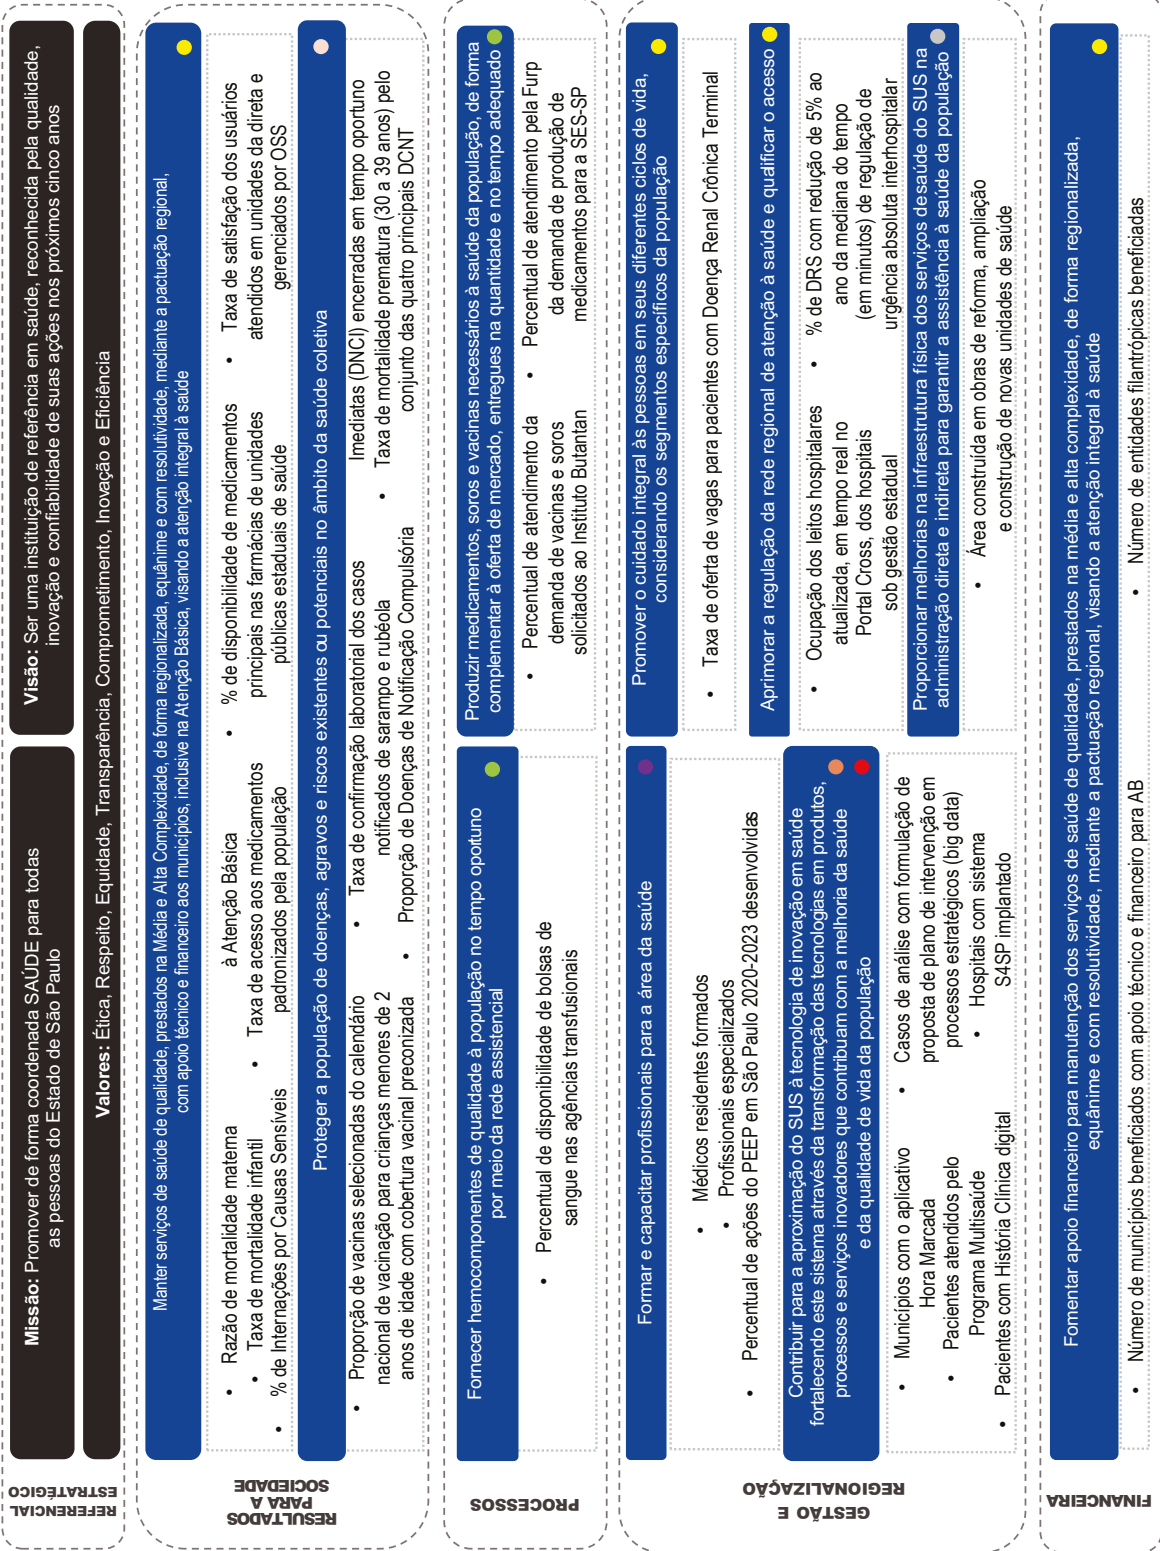 REFERENCIAL
ESTRATÉGICO
Missão: Promover de forma coordenada SAÚDE para todas
as pessoas do Estado de São Paulo
Visão: Ser uma instituição de referência em saúde, reconhecida pela qualidade,
inovação e confiabilidade de suas ações nos próximos cinco anos
Valores: Ética, Respeito, Equidade, Transparência, Comprometimento, Inovação e Eficiência
RESULTADOS
PARA A
SOCIEDADE
Manter serviços de saúde de qualidade, prestados na Média e Alta Complexidade, de forma regionalizada, equânime e com resolutividade, mediante a pactuação regional,
com apoio técnico e financeiro aos municípios, inclusive na Atenção Básica, visando a atenção integral à saúde
• Razão de mortalidade materna
• Taxa de mortalidade infantil
• % de Internações por Causas Sensíveis
à Atenção Básica
• Taxa de acesso aos medicamentos
padronizados pela população
• % de disponibilidade de medicamentos
principais nas farmácias de unidades
públicas estaduais de saúde
• Taxa de satisfação dos usuários
atendidos em unidades da direta e
gerenciados por OSS
Proteger a população de doenças, agravos e riscos existentes ou potenciais no âmbito da saúde coletiva
• Proporção de vacinas selecionadas do calendário
nacional de vacinação para crianças menores de 2
anos de idade com cobertura vacinal preconizada
• Taxa de confirmação laboratorial dos casos
notificados de sarampo e rubéola
• Proporção de Doenças de Notificação Compulsória
Imediatas (DNCI) encerradas em tempo oportuno
• Taxa de mortalidade prematura (30 a 39 anos) pelo
conjunto das quatro principais DCNT
PROCESSOS
Fornecer hemocomponentes de qualidade à população no tempo oportuno
por meio da rede assistencial
• Percentual de disponibilidade de bolsas de
sangue nas agências transfusionais
Produzir medicamentos, soros e vacinas necessários à saúde da população, de forma
complementar à oferta de mercado, entregues na quantidade e no tempo adequado
• Percentual de atendimento da
demanda de vacinas e soros
solicitados ao Instituto Butantan
• Percentual de atendimento pela Furp
da demanda de produção de
medicamentos para a SES-SP
GESTÃO E
REGIONALIZAÇÃO
Formar e capacitar profissionais para a área da saúde
• Médicos residentes formados
• Profissionais especializados
• Percentual de ações do PEEP em São Paulo 2020-2023 desenvolvidas
Contribuir para a aproximação do SUS à tecnologia de inovação em saúde
fortalecendo este sistema através da transformação das tecnologias em produtos,
processos e serviços inovadores que contribuam com a melhoria da saúde
e da qualidade de vida da população
• Municípios com o aplicativo
Hora Marcada
• Pacientes atendidos pelo
Programa Multisaúde
• Pacientes com História Clínica digital
• Casos de análise com formulação de
proposta de plano de intervenção em
processos estratégicos (big data)
• Hospitais com sistema
S4SP implantado
Promover o cuidado integral às pessoas em seus diferentes ciclos de vida,
considerando os segmentos específicos da população
• Taxa de oferta de vagas para pacientes com Doença Renal Crônica Terminal
Aprimorar a regulação da rede regional de atenção à saúde e qualificar o acesso
• Ocupação dos leitos hospitalares
atualizada, em tempo real no
Portal Cross, dos hospitais
sob gestão estadual
• % de DRS com redução de 5% ao
ano da mediana do tempo
(em minutos) de regulação de
urgência absoluta interhospitalar
Proporcionar melhorias na infraestrutura física dos serviços desaúde do SUS na
administração direta e indireta para garantir a assistência à saúde da população
• Área construída em obras de reforma, ampliação
e construção de novas unidades de saúde
FINANCEIRA
Fomentar apoio financeiro para manutenção dos serviços de saúde de qualidade, prestados na média e alta complexidade, de forma regionalizada,
equânime e com resolutividade, mediante a pactuação regional, visando a atenção integral à saúde
• Número de municípios beneficiados com apoio técnico e financeiro para AB
• Número de entidades filantrópicas beneficiadas